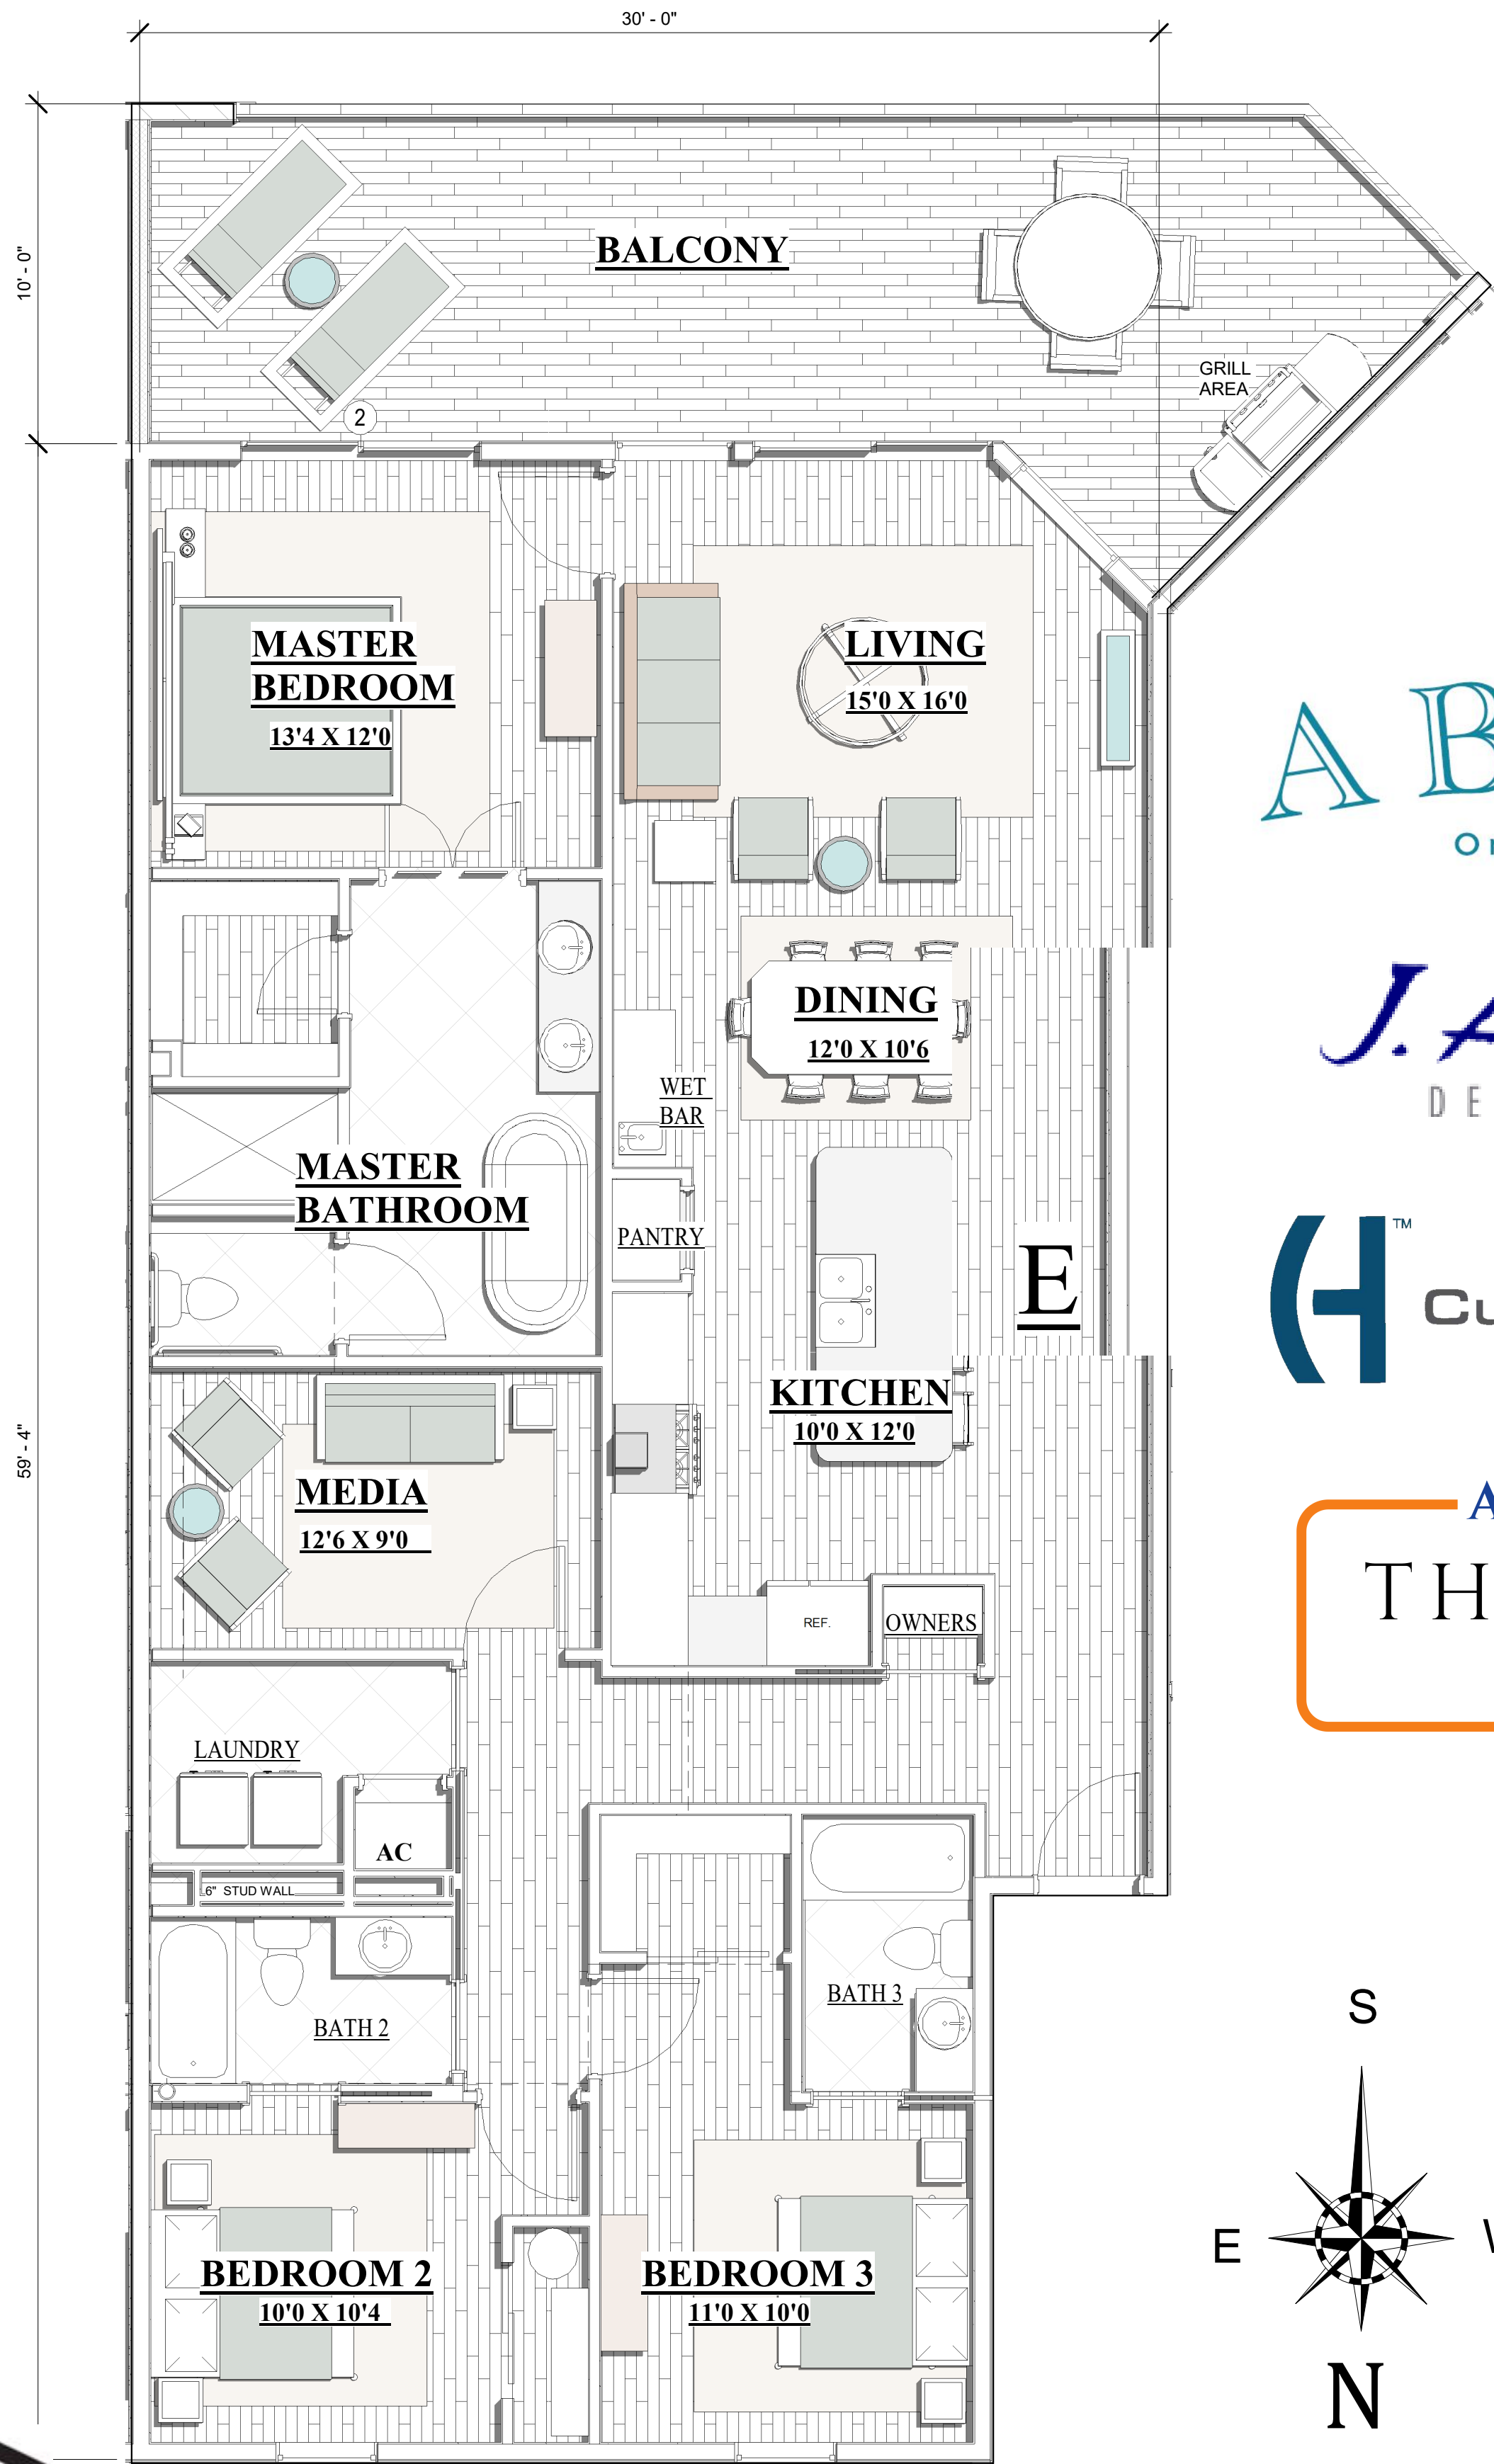 30' - 0"
10' - 0"
BALCONY
GRILL
AREA
2
MASTER
BEDROOM
13'4 X 12'0
LIVING
15'0 X 16'0
A B
O
DINING
12'0 X 10'6
J. A
D E
WET
BAR
MASTER
BATHROOM
PANTRY
E
TM
CU
KITCHEN
10'0 X 12'0
59' - 4"
MEDIA
12'6 X 9'0
A
TH
REF.
OWNERS
LAUNDRY
AC
6" STUD WALL
BATH 2
BATH 3
S
E
N
BEDROOM 2
10'0 X 10'4
BEDROOM 3
11'0 X 10'0